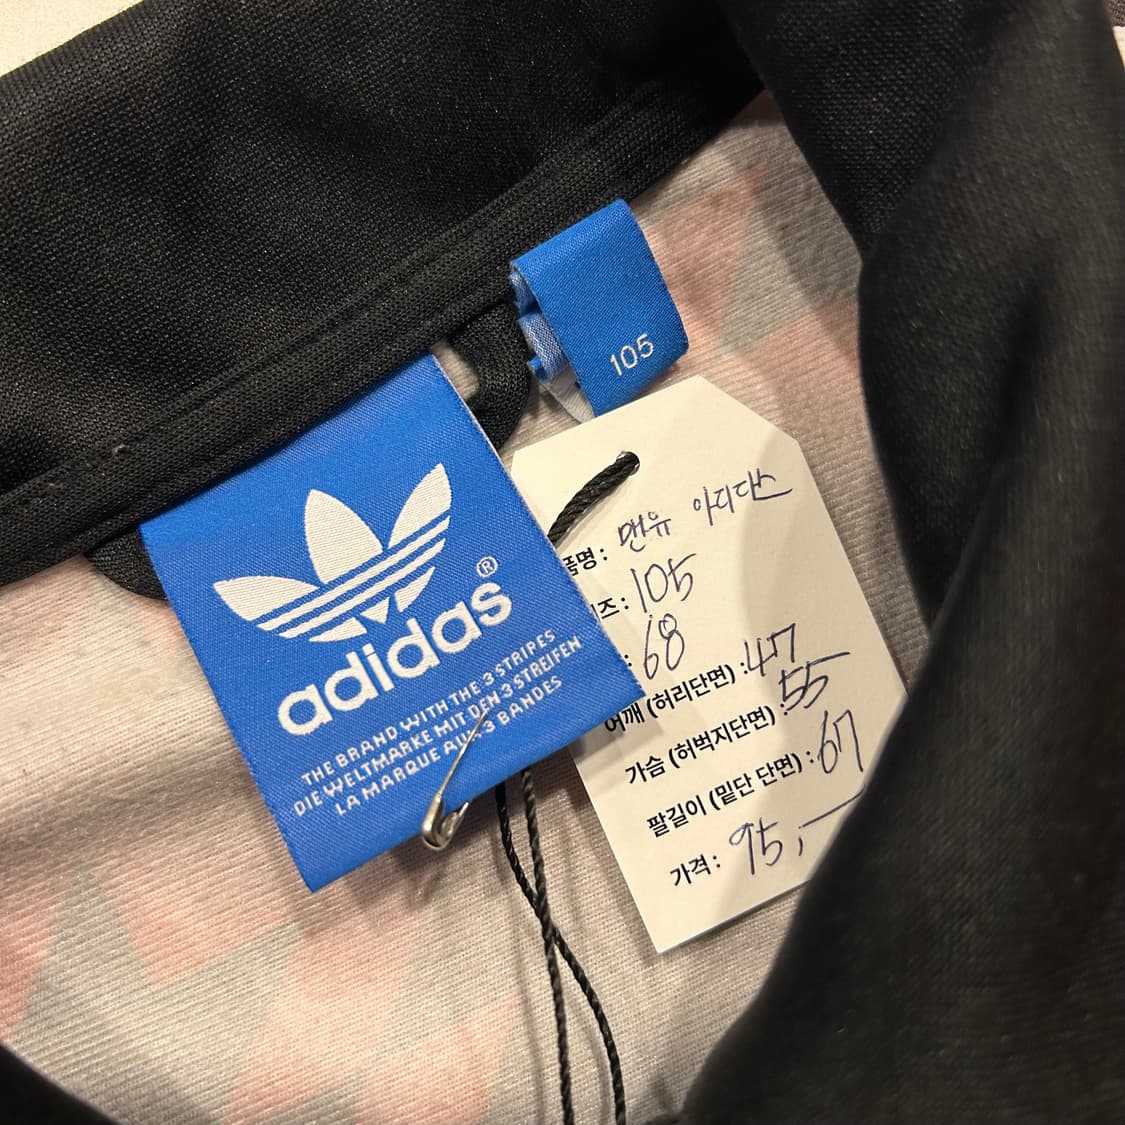 105
adidas®
THE BRAND WITH THE 3 STRIPES
DIE WELTMARKE MIT DEN 3 STREIFEN
LA MARQUE AUX 3 BANDES
품명 : 맨유 아디다스
즈 : 105
: 68
어깨 (허리단면) : 47
가슴 (허벅지단면) : 55
팔길이 (밑단 단면) : 67
가격 : 95,—